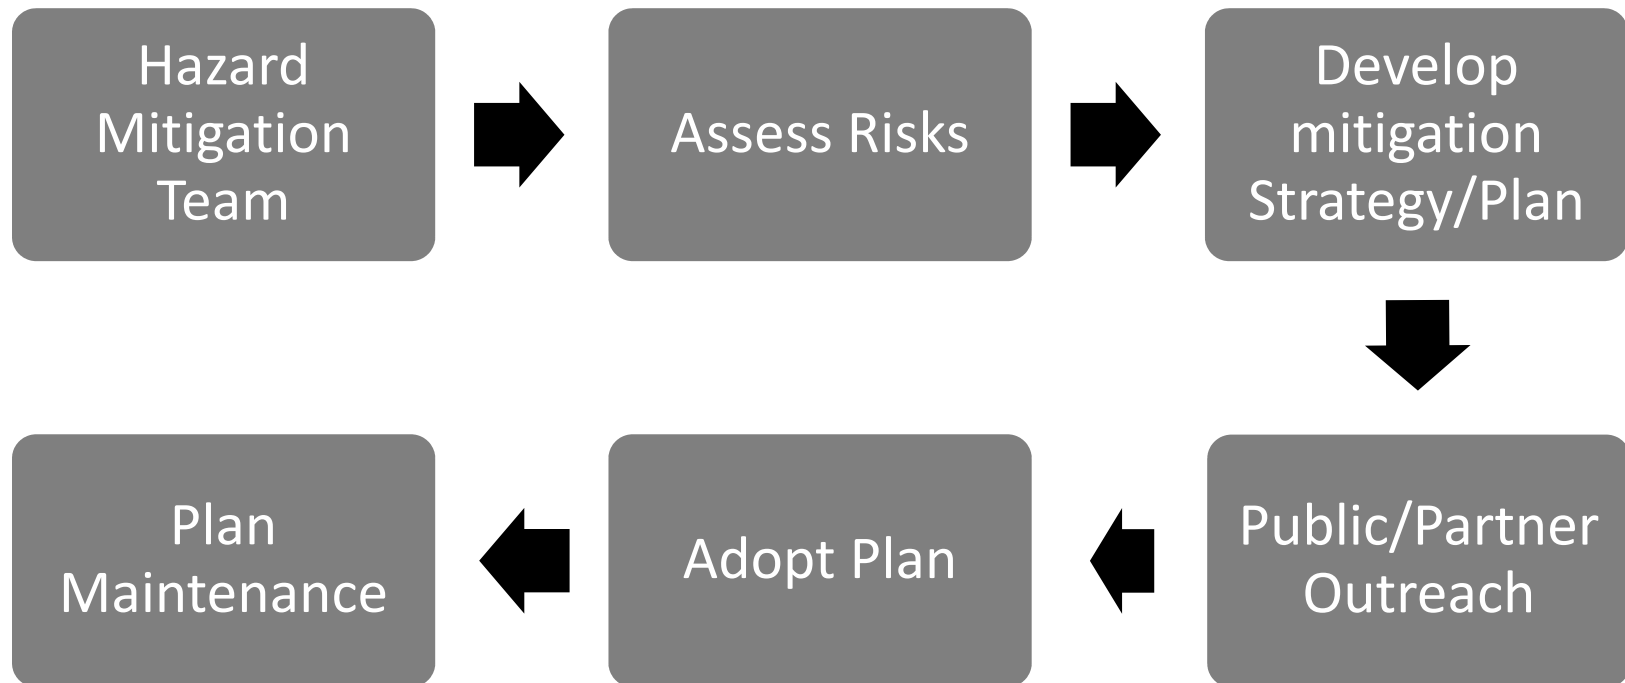 Hazard
Mitigation
Team
Assess Risks
Develop
mitigation
Strategy/Plan
Public/Partner
Outreach
Adopt Plan
Plan
Maintenance